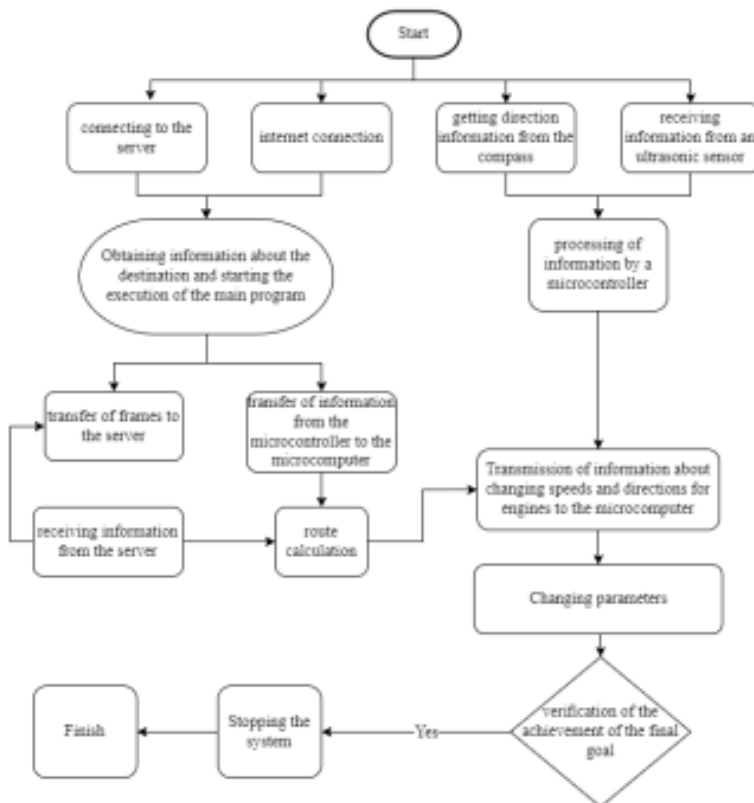 Start
connecting to the
server
internet connection
getting direction
information from the
compass
receiving
information from an
ultrasonic sensor
Obtaining information about the
destination and starting the
execution of the main program
processing of
information by a
microcontroller
transfer of frames to
the server
transfer of information
from the
microcontroller to the
microcomputer
Transmission of information about
changing speeds and directions for
engines to the microcomputer
receiving information
from the server
route
calculation
Changing parameters
verification of the
achievement of the final
goal
Yes
Stopping the
system
Finish